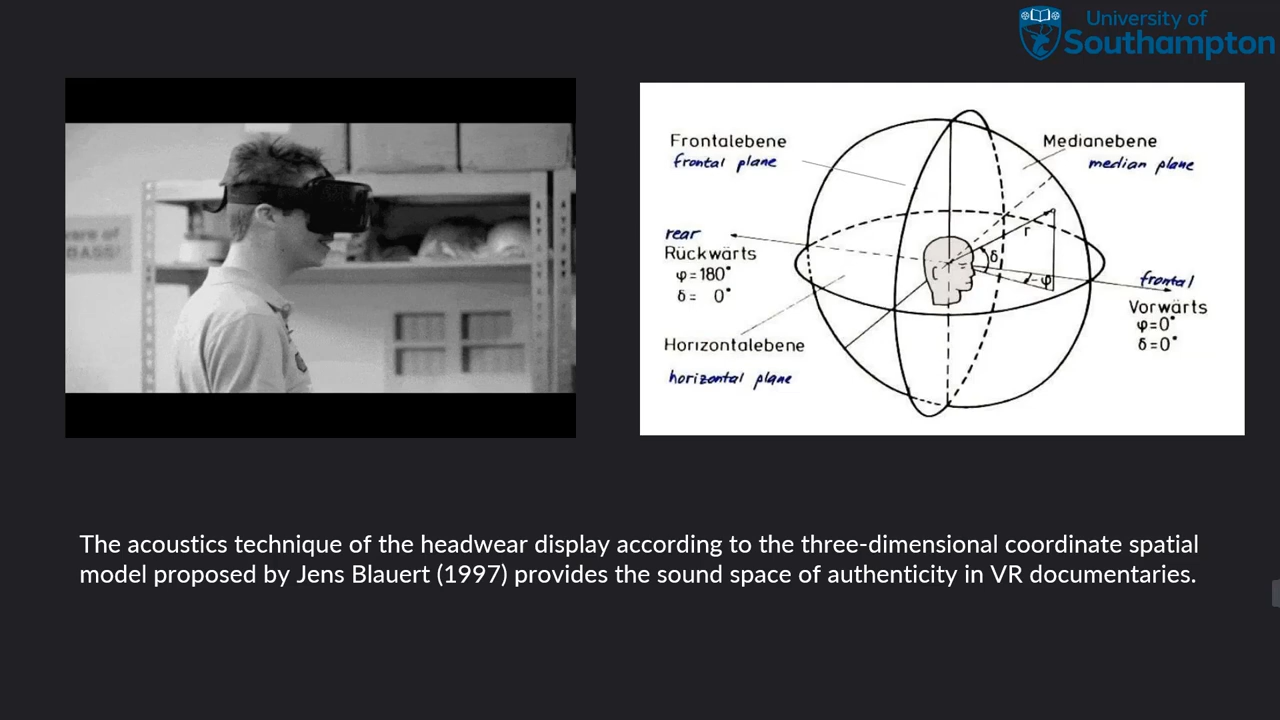 University of
Southampton
Frontalebene
frontal plane
Medianebene
median plane
rear
Rückwärts
φ=180°
δ= 0°
r
δ
-φ
frontal
Vorwärts
φ=0°
δ=0°
Horizontalebene
horizontal plane
The acoustics technique of the headwear display according to the three-dimensional coordinate spatial
model proposed by Jens Blauert (1997) provides the sound space of authenticity in VR documentaries.